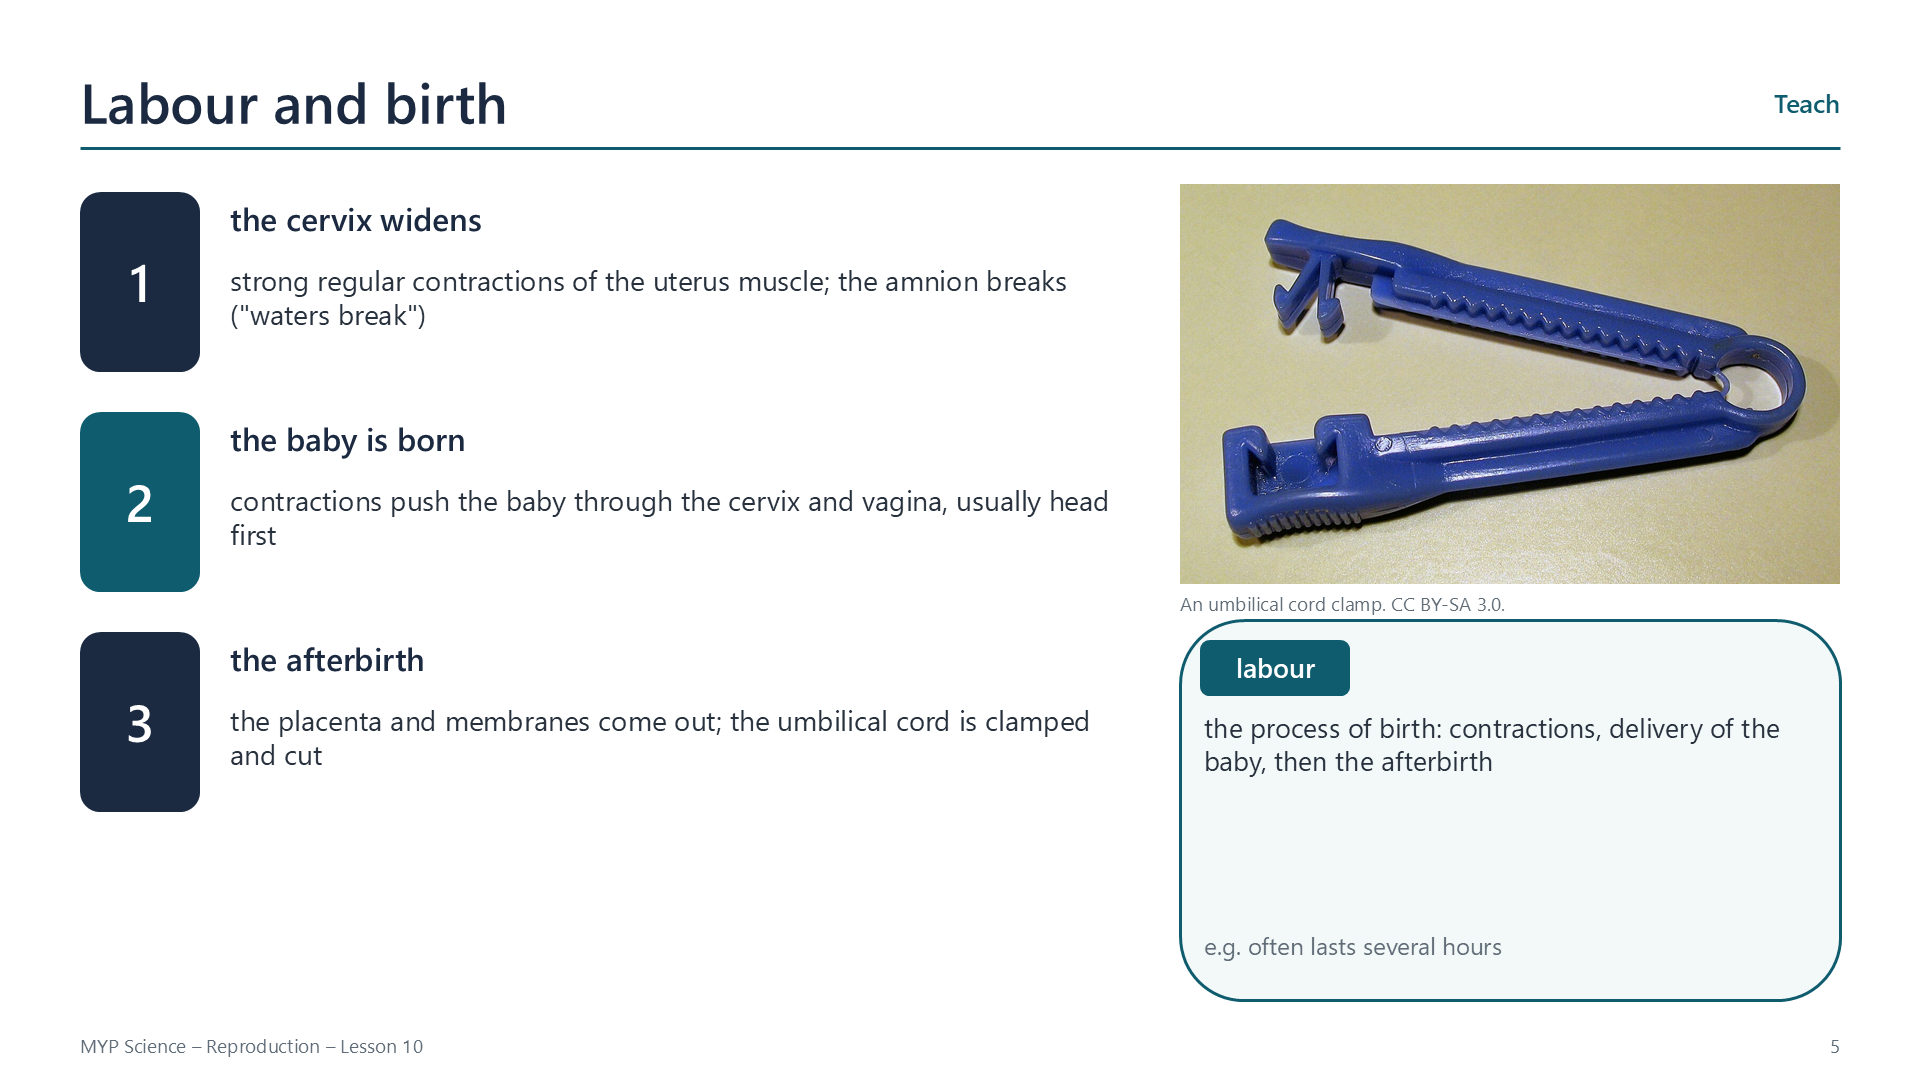 Labour and birth
Teach
1
the cervix widens
strong regular contractions of the uterus muscle; the amnion breaks
("waters break")
2
the baby is born
contractions push the baby through the cervix and vagina, usually head
first
3
the afterbirth
the placenta and membranes come out; the umbilical cord is clamped
and cut
An umbilical cord clamp. CC BY-SA 3.0.
labour
the process of birth: contractions, delivery of the
baby, then the afterbirth
e.g. often lasts several hours
MYP Science – Reproduction – Lesson 10
5